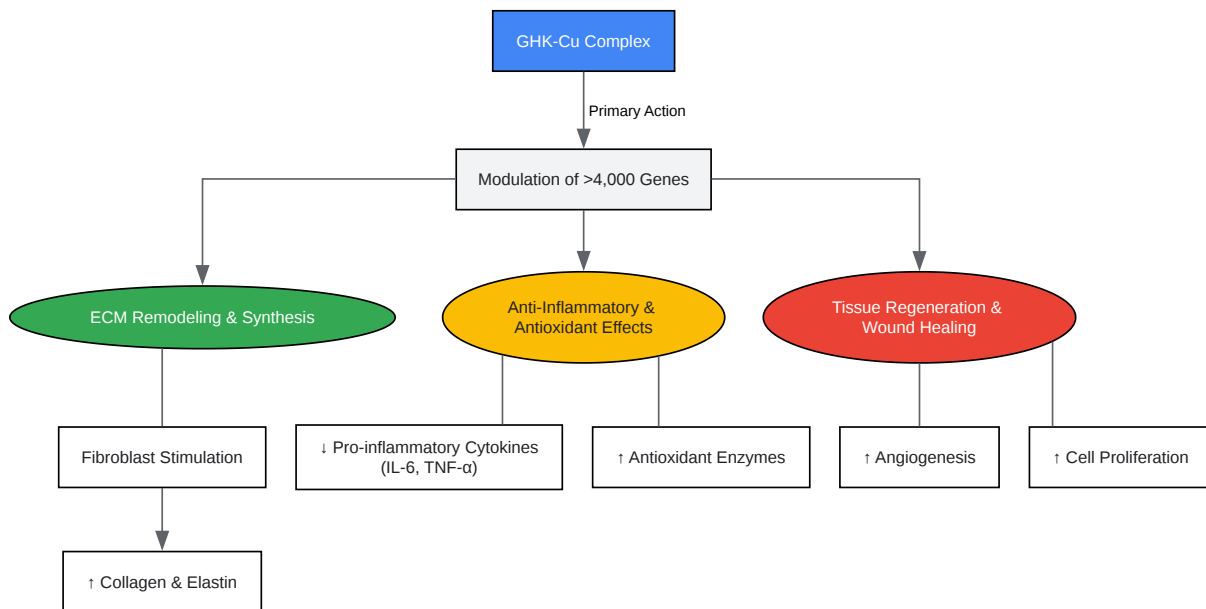 GHK-Cu Complex
Primary Action
Modulation of >4,000 Genes
ECM Remodeling & Synthesis
Anti-Inflammatory &
Antioxidant Effects
Tissue Regeneration &
Wound Healing
Fibroblast Stimulation
↓ Pro-inflammatory Cytokines
(IL-6, TNF-α)
↑ Antioxidant Enzymes
↑ Angiogenesis
↑ Cell Proliferation
↑ Collagen & Elastin